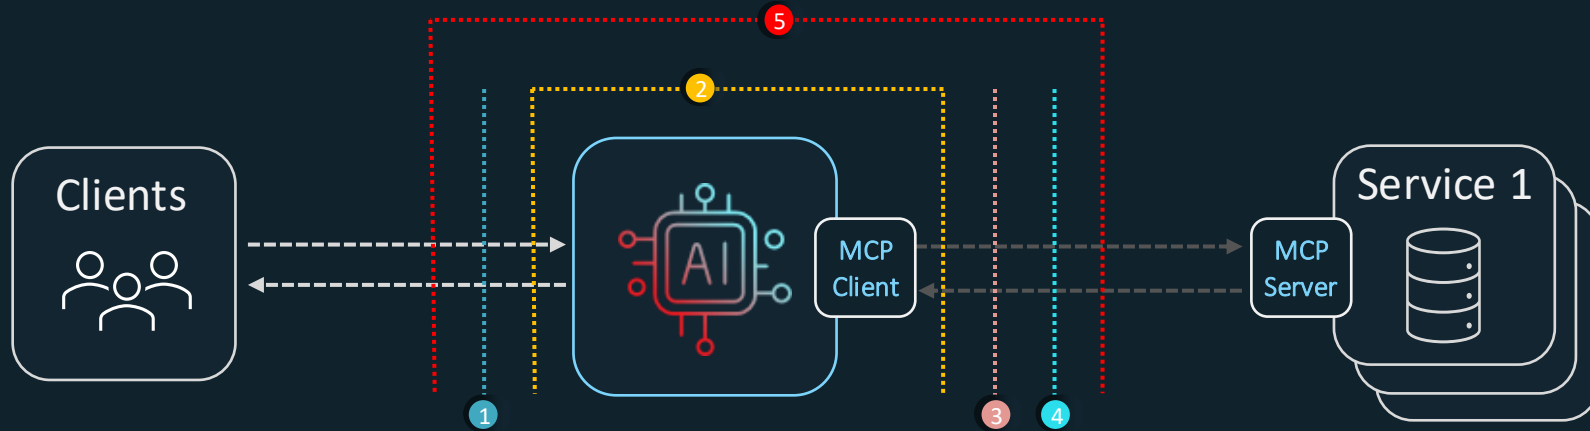 5
2
Clients
AI
MCP
Client
MCP
Server
Service 1
1
3
4